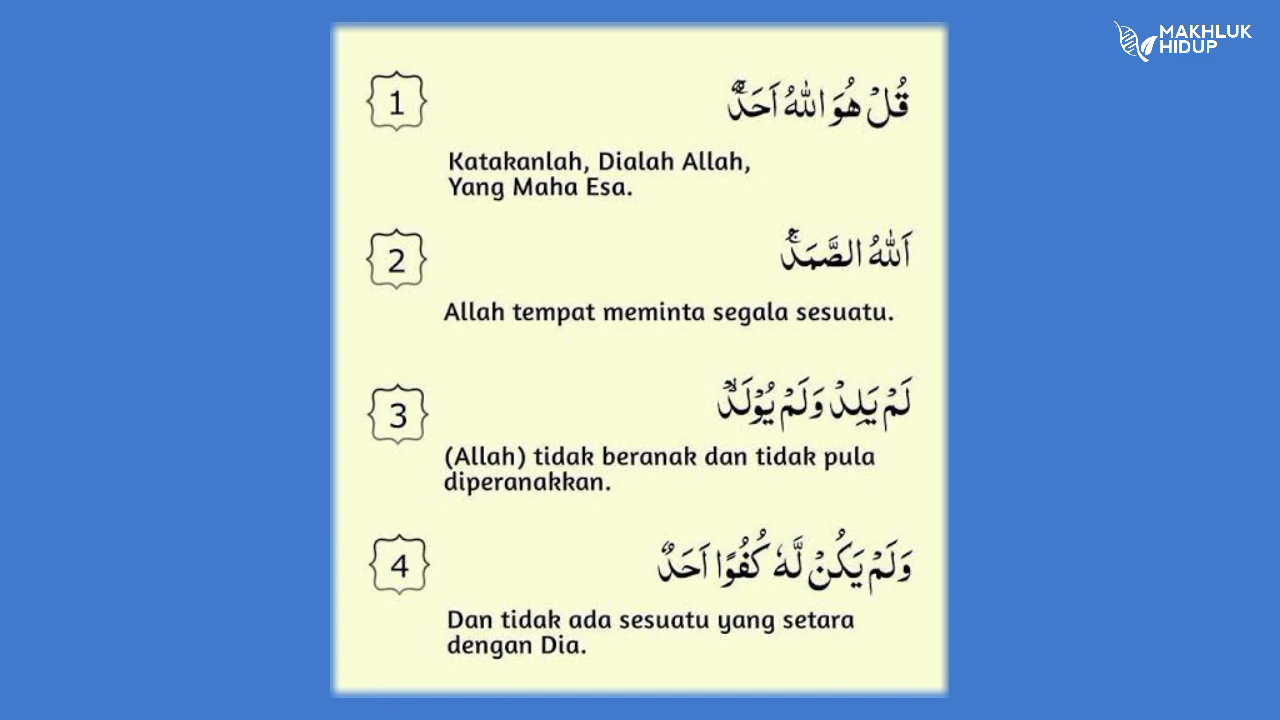 MAKHLUK
HIDUP
1
قُلْ هُوَ اللّٰهُ اَحَدٌۚ
Katakanlah, Dialah Allah,
Yang Maha Esa.
2
اَللّٰهُ الصَّمَدُۚ
Allah tempat meminta segala sesuatu.
3
لَمْ يَلِدْ وَلَمْ يُوْلَدْۙ
(Allah) tidak beranak dan tidak pula
diperanakkan.
4
وَلَمْ يَكُنْ لَّهٗ كُفُوًا اَحَدٌ
Dan tidak ada sesuatu yang setara
dengan Dia.